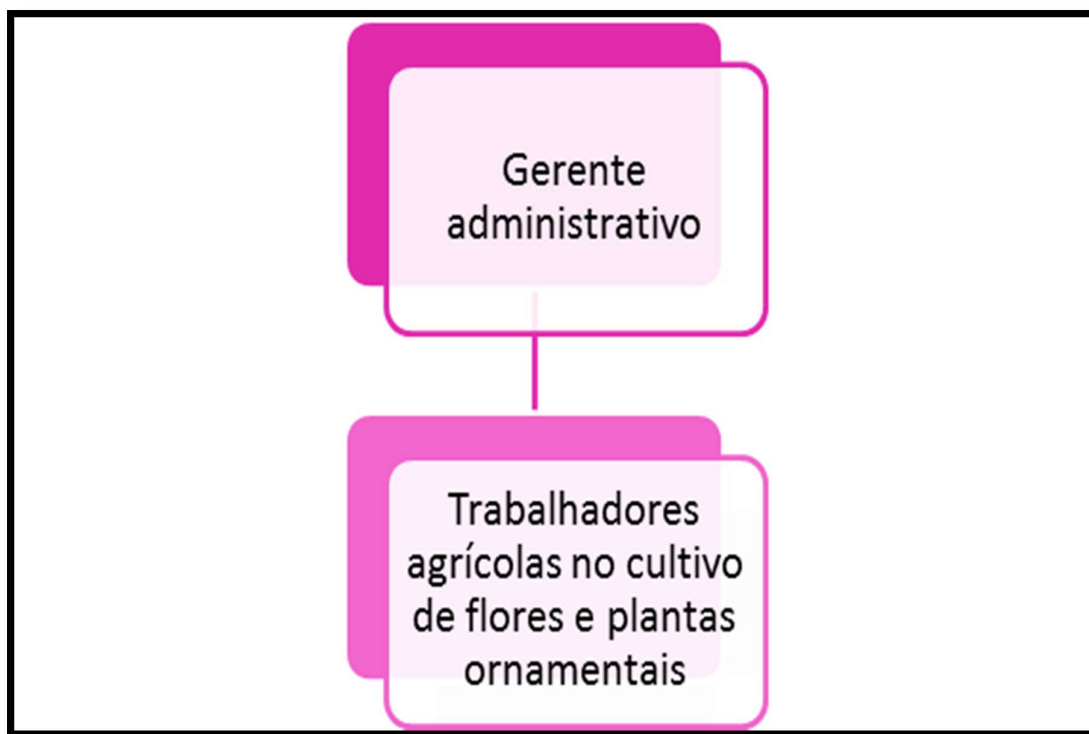 Gerente
administrativo
Trabalhadores
agrícolas no cultivo
de flores e plantas
ornamentais